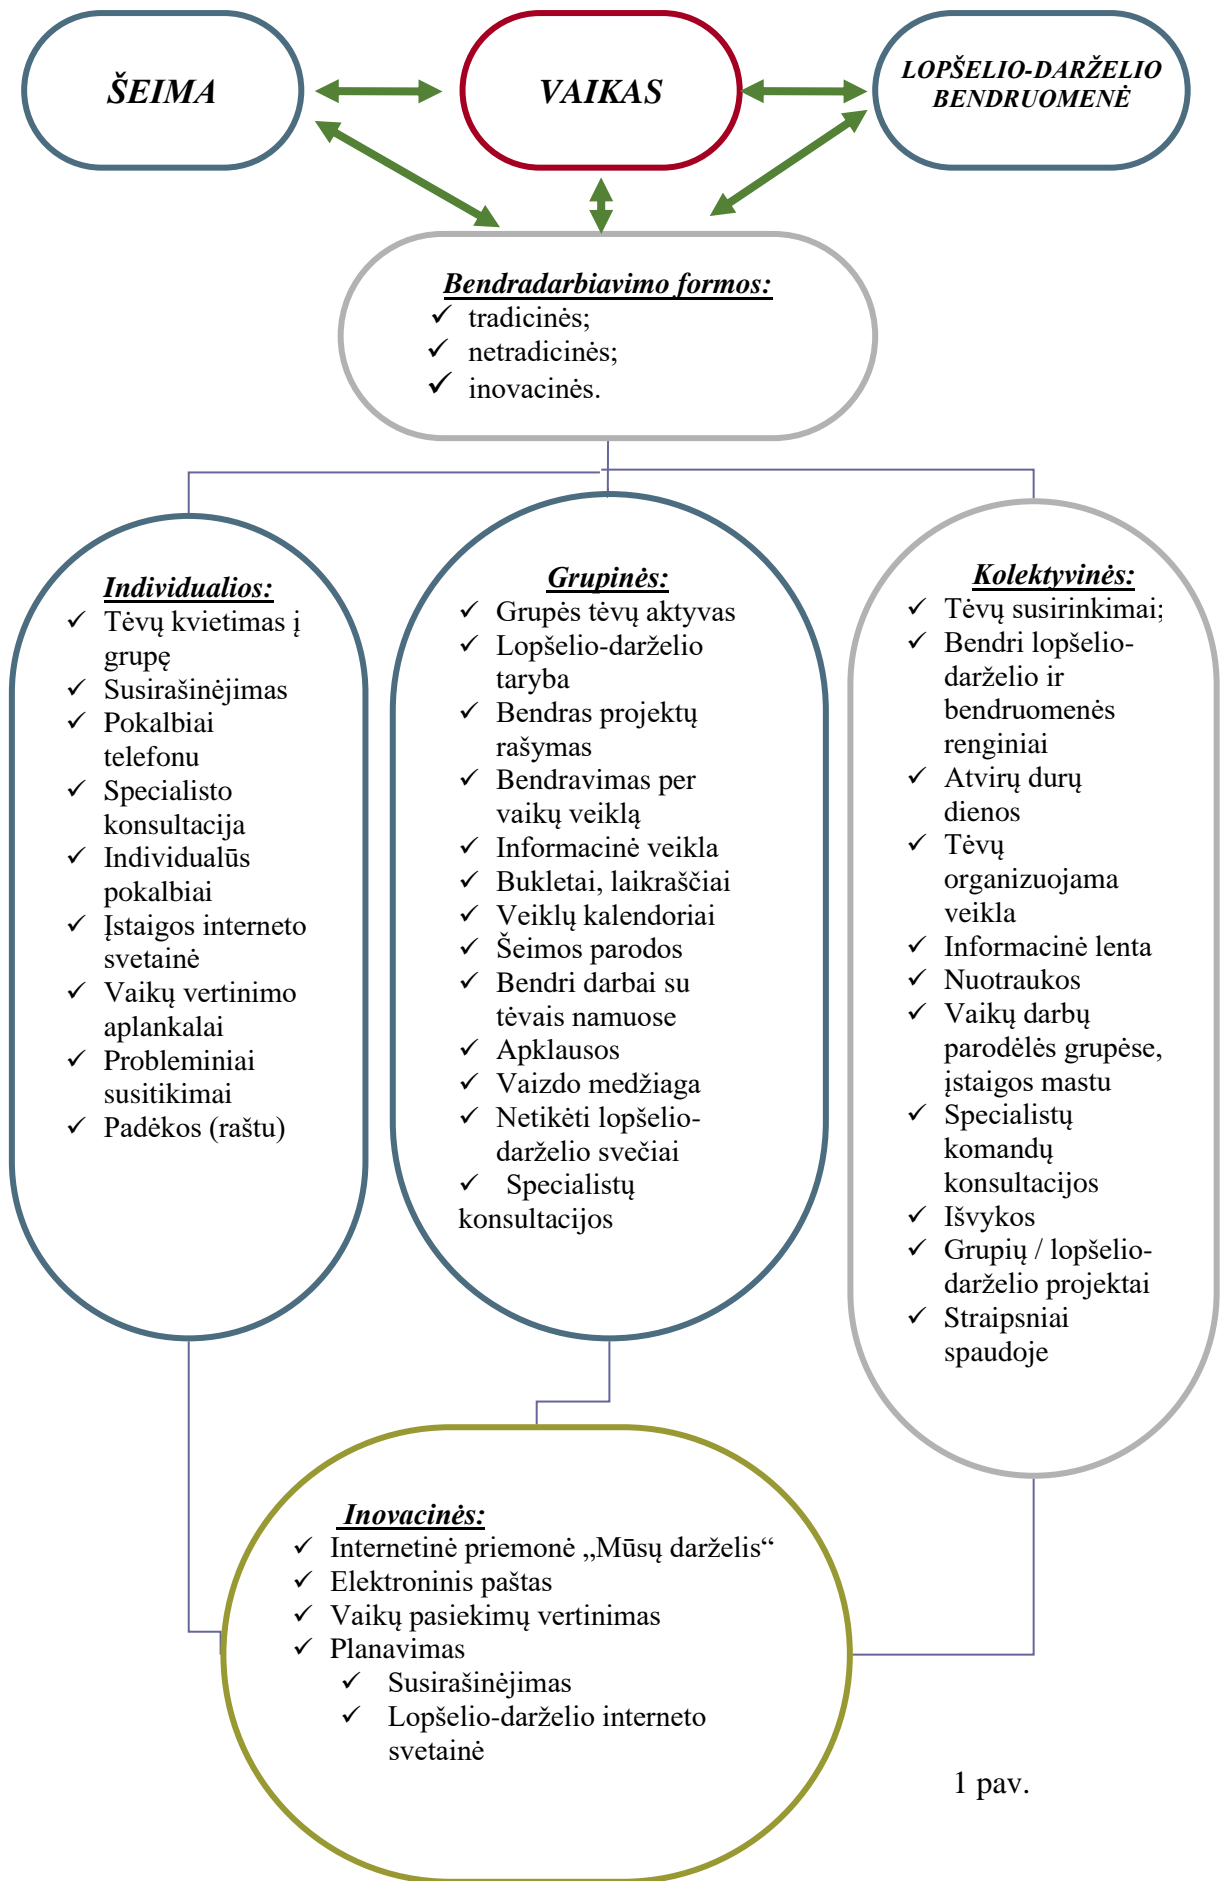 ŠEIMA
VAIKAS
LOPŠELIO-DARŽELIO
BENDRUOMENĖ
Bendradarbiavimo formos:
✓ tradicinės;
✓ netradicinės;
✓ inovacinės.
Individualios:
✓ Tėvų kvietimas į
grupę
✓ Susirašinėjimas
✓ Pokalbiai
telefonu
✓ Specialisto
konsultacija
✓ Individualūs
pokalbiai
✓ Įstaigos interneto
svetainė
✓ Vaikų vertinimo
aplankalai
✓ Probleminiai
susitikimai
✓ Padėkos (raštu)
Grupinės:
✓ Grupės tėvų aktyvas
✓ Lopšelio-darželio
taryba
✓ Bendras projektų
rašymas
✓ Bendravimas per
vaikų veiklą
✓ Informacinė veikla
✓ Bukletai, laikraščiai
✓ Veiklų kalendoriai
✓ Šeimos parodos
✓ Bendri darbai su
tėvais namuose
✓ Apklausos
✓ Vaizdo medžiaga
✓ Netikėti lopšelio-
darželio svečiai
✓ Specialistų
konsultacijos
Kolektyvinės:
✓ Tėvų susirinkimai;
✓ Bendri lopšelio-
darželio ir
bendruomenės
renginiai
✓ Atvirų durų
dienos
✓ Tėvų
organizuojama
veikla
✓ Informacinė lenta
✓ Nuotraukos
✓ Vaikų darbų
parodėlės grupėse,
įstaigos mastu
✓ Specialistų
komandų
konsultacijos
✓ Išvykos
✓ Grupių / lopšelio-
darželio projektai
✓ Straipsniai
spaudoje
Inovacinės:
✓ Internetinė priemonė „Mūsų darželis“
✓ Elektroninis paštas
✓ Vaikų pasiekimų vertinimas
✓ Planavimas
✓ Susirašinėjimas
✓ Lopšelio-darželio interneto
svetainė
1 pav.